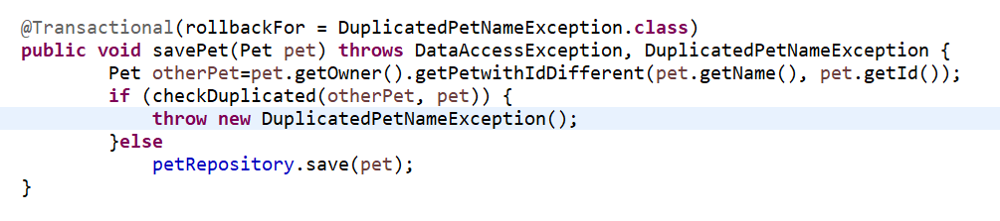 @Transactional(rollbackFor = DuplicatedPetNameException.class)
public void savePet(Pet pet) throws DataAccessException, DuplicatedPetNameException {
Pet otherPet=pet.getOwner().getPetwithIdDifferent(pet.getName(), pet.getId());
if (checkDuplicated(otherPet, pet)) {
throw new DuplicatedPetNameException();
}else
petRepository.save(pet);
}